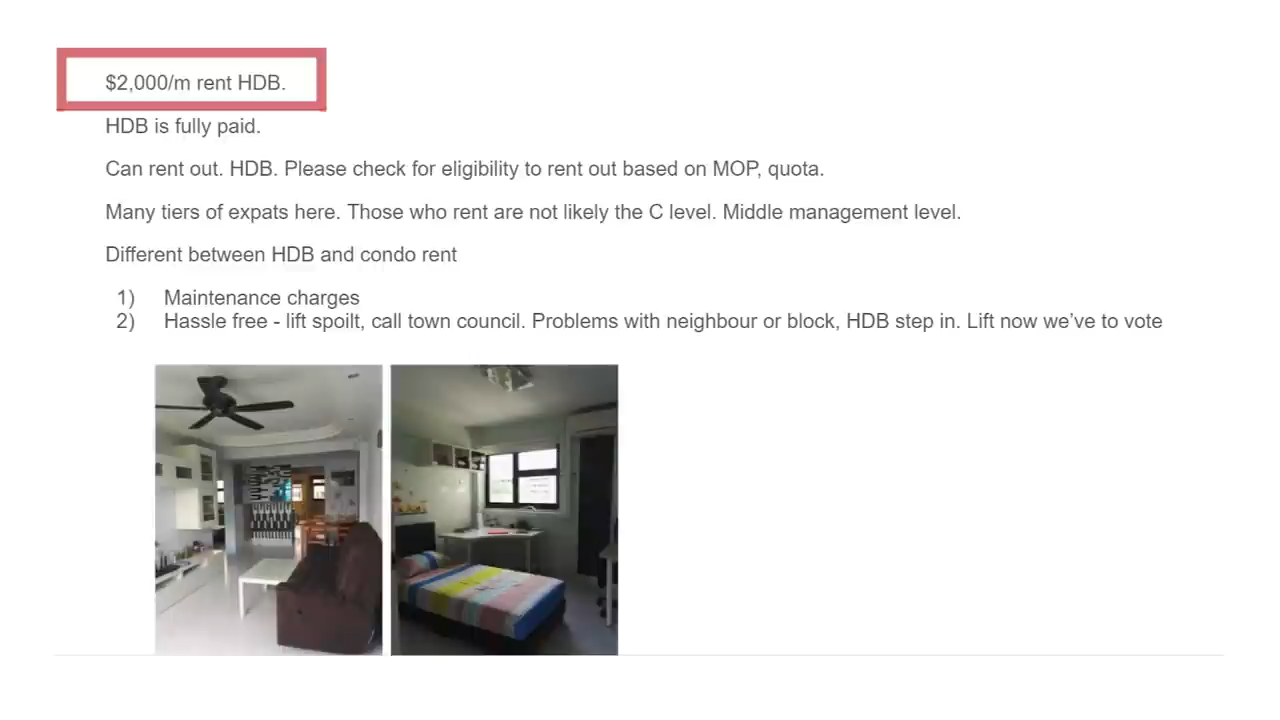 $2,000/m rent HDB.
HDB is fully paid.
Can rent out. HDB. Please check for eligibility to rent out based on MOP, quota.
Many tiers of expats here. Those who rent are not likely the C level. Middle management level.
Different between HDB and condo rent
1) Maintenance charges
2) Hassle free - lift spoilt, call town council. Problems with neighbour or block, HDB step in. Lift now we've to vote